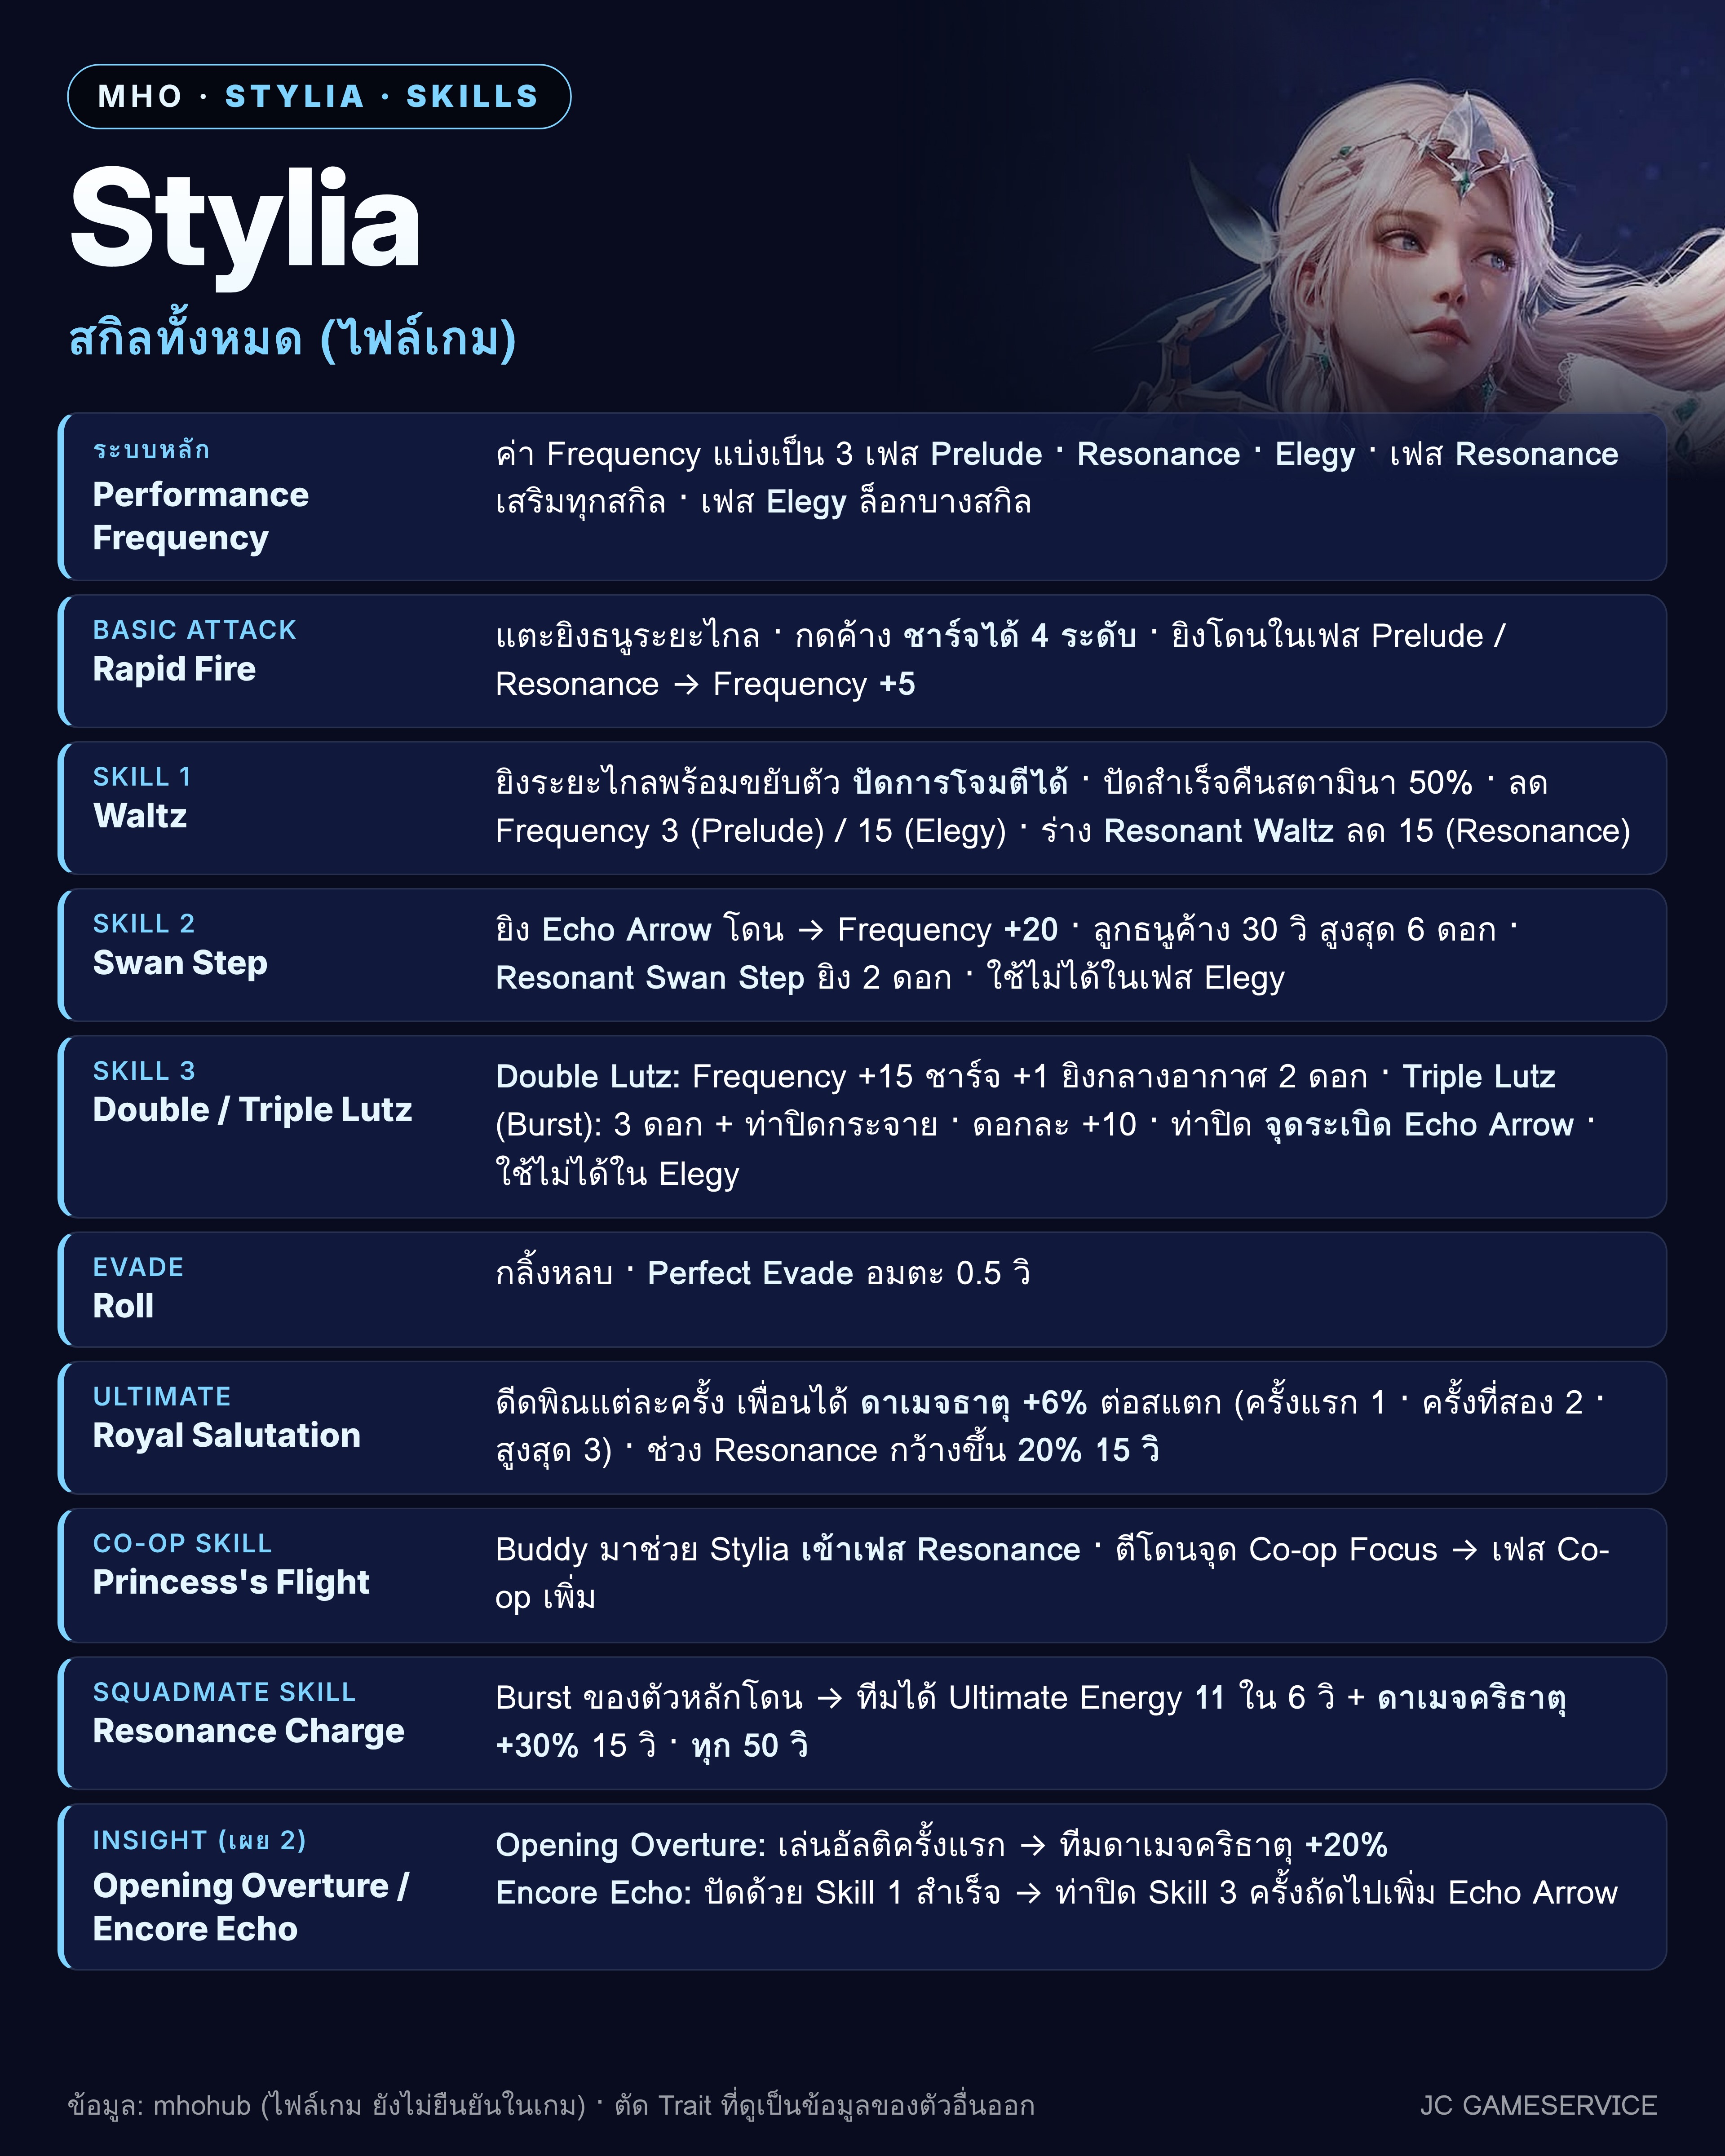 MHO · STYLIA · SKILLS
Stylia
สกิลทั้งหมด (ไฟล์เกม)
ระบบหลัก
Performance
Frequency
ค่า Frequency แบ่งเป็น 3 เฟส Prelude · Resonance · Elegy · เฟส Resonance
เสริมทุกสกิล · เฟส Elegy ล็อกบางสกิล
BASIC ATTACK
Rapid Fire
แตะยิงธนูระยะไกล · กดค้าง ชาร์จได้ 4 ระดับ · ยิงโดนในเฟส Prelude /
Resonance → Frequency +5
SKILL 1
Waltz
ยิงระยะไกลพร้อมขยับตัว ปัดการโจมตีได้ · ปัดสำเร็จคืนสตามินา 50% · ลด
Frequency 3 (Prelude) / 15 (Elegy) · ร่าง Resonant Waltz ลด 15 (Resonance)
SKILL 2
Swan Step
ยิง Echo Arrow โดน → Frequency +20 · ลูกธนูค้าง 30 วิ สูงสุด 6 ดอก ·
Resonant Swan Step ยิง 2 ดอก · ใช้ไม่ได้ในเฟส Elegy
SKILL 3
Double / Triple Lutz
Double Lutz: Frequency +15 ชาร์จ +1 ยิงกลางอากาศ 2 ดอก · Triple Lutz
(Burst): 3 ดอก + ท่าปิดกระจาย · ดอกละ +10 · ท่าปิด จุดระเบิด Echo Arrow ·
ใช้ไม่ได้ใน Elegy
EVADE
Roll
กลิ้งหลบ · Perfect Evade อมตะ 0.5 วิ
ULTIMATE
Royal Salutation
ดีดพิณแต่ละครั้ง เพื่อนได้ ดาเมจธาตุ +6% ต่อสแตก (ครั้งแรก 1 · ครั้งที่สอง 2 ·
สูงสุด 3) · ช่วง Resonance กว้างขึ้น 20% 15 วิ
CO-OP SKILL
Princess's Flight
Buddy มาช่วย Stylia เข้าเฟส Resonance · ตีโดนจุด Co-op Focus → เฟส Co-
op เพิ่ม
SQUADMATE SKILL
Resonance Charge
Burst ของตัวหลักโดน → ทีมได้ Ultimate Energy 11 ใน 6 วิ + ดาเมจคริธาตุ
+30% 15 วิ · ทุก 50 วิ
INSIGHT (เผย 2)
Opening Overture /
Encore Echo
Opening Overture: เล่นอัลติครั้งแรก → ทีมดาเมจคริธาตุ +20%
Encore Echo: ปัดด้วย Skill 1 สำเร็จ → ท่าปิด Skill 3 ครั้งถัดไปเพิ่ม Echo Arrow
ข้อมูล: mhohub (ไฟล์เกม ยังไม่ยืนยันในเกม) · ตัด Trait ที่ดูเป็นข้อมูลของตัวอื่นออก
JC GAMESERVICE